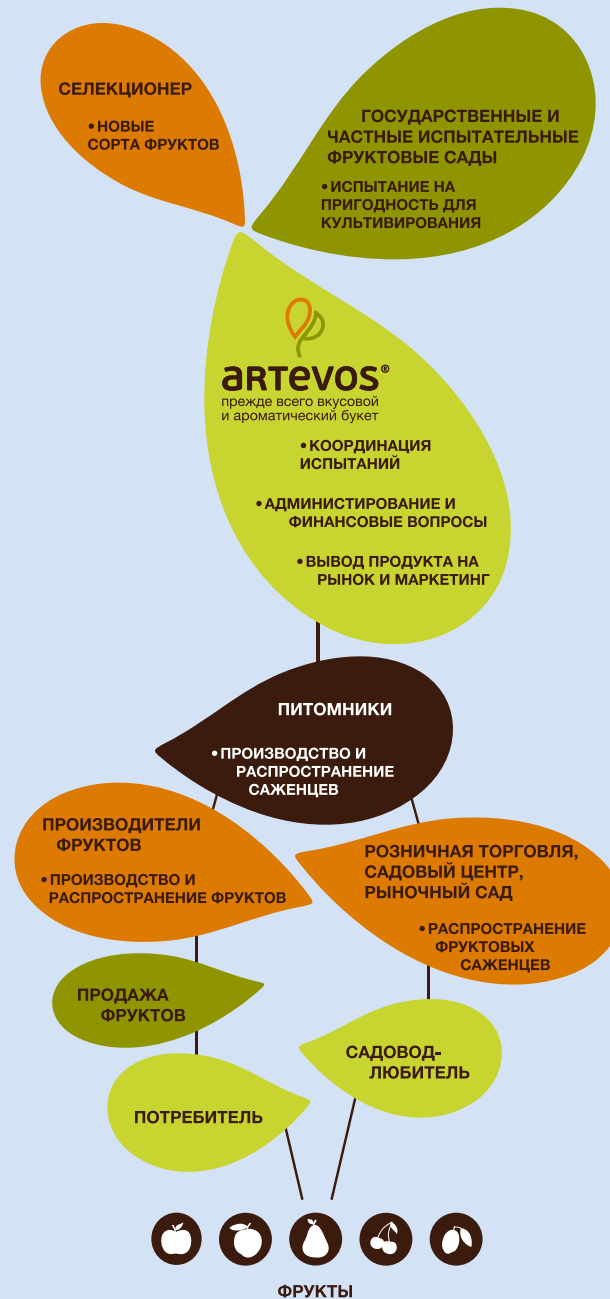 СЕЛЕКЦИОНЕР
• НОВЫЕ
СОРТА ФРУКТОВ
ГОСУДАРСТВЕННЫЕ И
ЧАСТНЫЕ ИСПЫТАТЕЛЬНЫЕ
ФРУКТОВЫЕ САДЫ
• ИСПЫТАНИЕ НА
ПРИГОДНОСТЬ ДЛЯ
КУЛЬТИВИРОВАНИЯ
aRTevos®
прежде всего вкусовой
и ароматический букет
• КООРДИНАЦИЯ
ИСПЫТАНИЙ
• АДМИНИСТИРОВАНИЕ И
ФИНАНСОВЫЕ ВОПРОСЫ
• ВЫВОД ПРОДУКТА НА
РЫНОК И МАРКЕТИНГ
ПИТОМНИКИ
• ПРОИЗВОДСТВО И
РАСПРОСТРАНЕНИЕ
САЖЕНЦЕВ
ПРОИЗВОДИТЕЛИ
ФРУКТОВ
• ПРОИЗВОДСТВО И
РАСПРОСТРАНЕНИЕ ФРУКТОВ
РОЗНИЧНАЯ ТОРГОВЛЯ,
САДОВЫЙ ЦЕНТР,
РЫНОЧНЫЙ САД
• РАСПРОСТРАНЕНИЕ
ФРУКТОВЫХ
САЖЕНЦЕВ
ПРОДАЖА
ФРУКТОВ
САДОВОД-
ЛЮБИТЕЛЬ
ПОТРЕБИТЕЛЬ
ФРУКТЫ